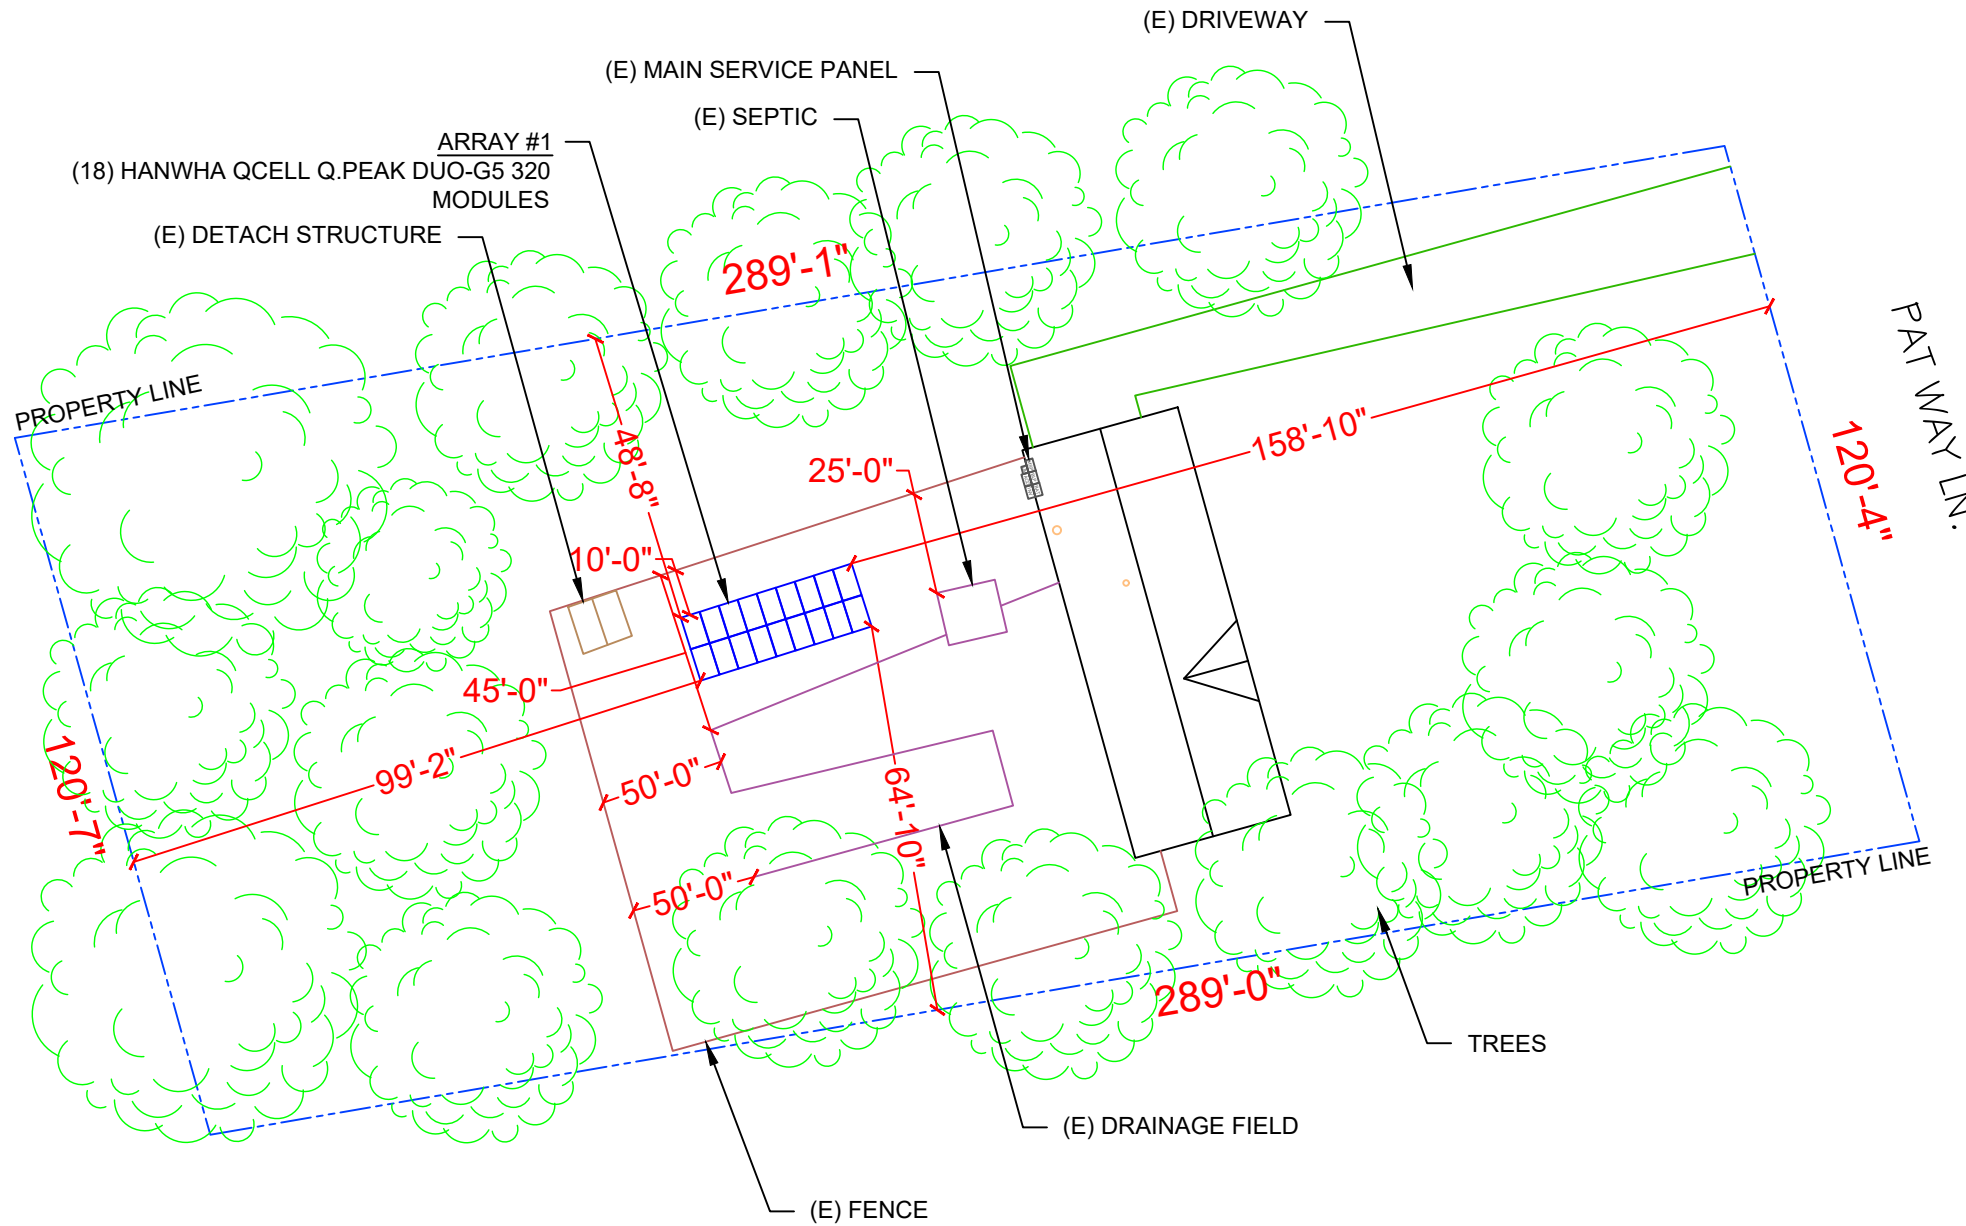 (E) DRIVEWAY
(E) MAIN SERVICE PANEL
(E) SEPTIC
ARRAY #1
(18) HANWHA QCELL Q.PEAK DUO-G5 320
MODULES
(E) DETACH STRUCTURE
289'-1"
PROPERTY LINE
PAT WAY LN.
48'-8"
25'-0"
158'-10"
120'-4"
10'-0"
45'-0"
99'-2"
120'-7"
50'-0"
64'-10"
50'-0"
PROPERTY LINE
289'-0"
TREES
(E) DRAINAGE FIELD
(E) FENCE